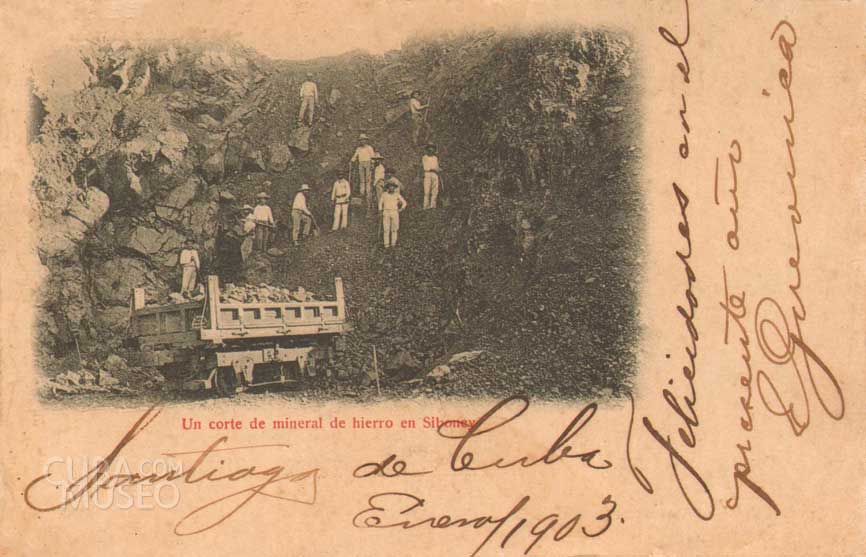 Un corte de mineral de hierro en Siboney
Santiago de Cuba
Enero/1903.
Felicidades en el
presente año
CUBA.COM
MUSEO